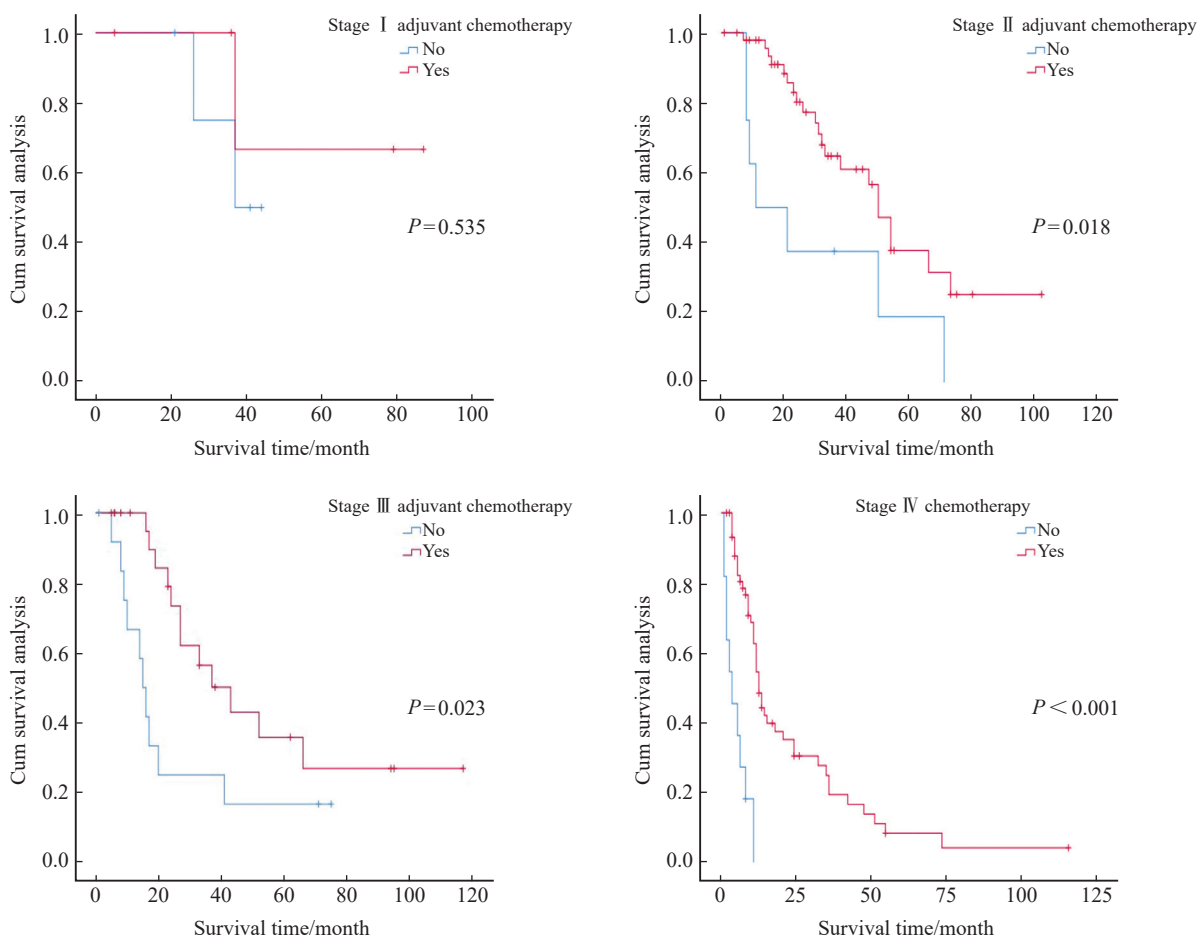 Stage Ⅰ adjuvant chemotherapy
No
Yes
1.0
0.8
0.6
0.4
0.2
0.0
Cum survival analysis
P=0.535
0 20 40 60 80 100
Survival time/month
Stage Ⅱ adjuvant chemotherapy
No
Yes
1.0
0.8
0.6
0.4
0.2
0.0
Cum survival analysis
P=0.018
0 20 40 60 80 100 120
Survival time/month
Stage Ⅲ adjuvant chemotherapy
No
Yes
1.0
0.8
0.6
0.4
0.2
0.0
Cum survival analysis
P=0.023
0 20 40 60 80 100 120
Survival time/month
Stage Ⅳ chemotherapy
No
Yes
1.0
0.8
0.6
0.4
0.2
0.0
Cum survival analysis
P<0.001
0 25 50 75 100 125
Survival time/month